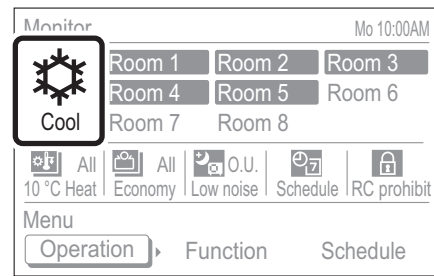 Monitor Mo 10:00AM
Cool
Room 1 Room 2 Room 3
Room 4 Room 5 Room 6
Room 7 Room 8
All All O.U. 7
10 °C Heat Economy Low noise Schedule RC prohibit
Menu
Operation Function Schedule